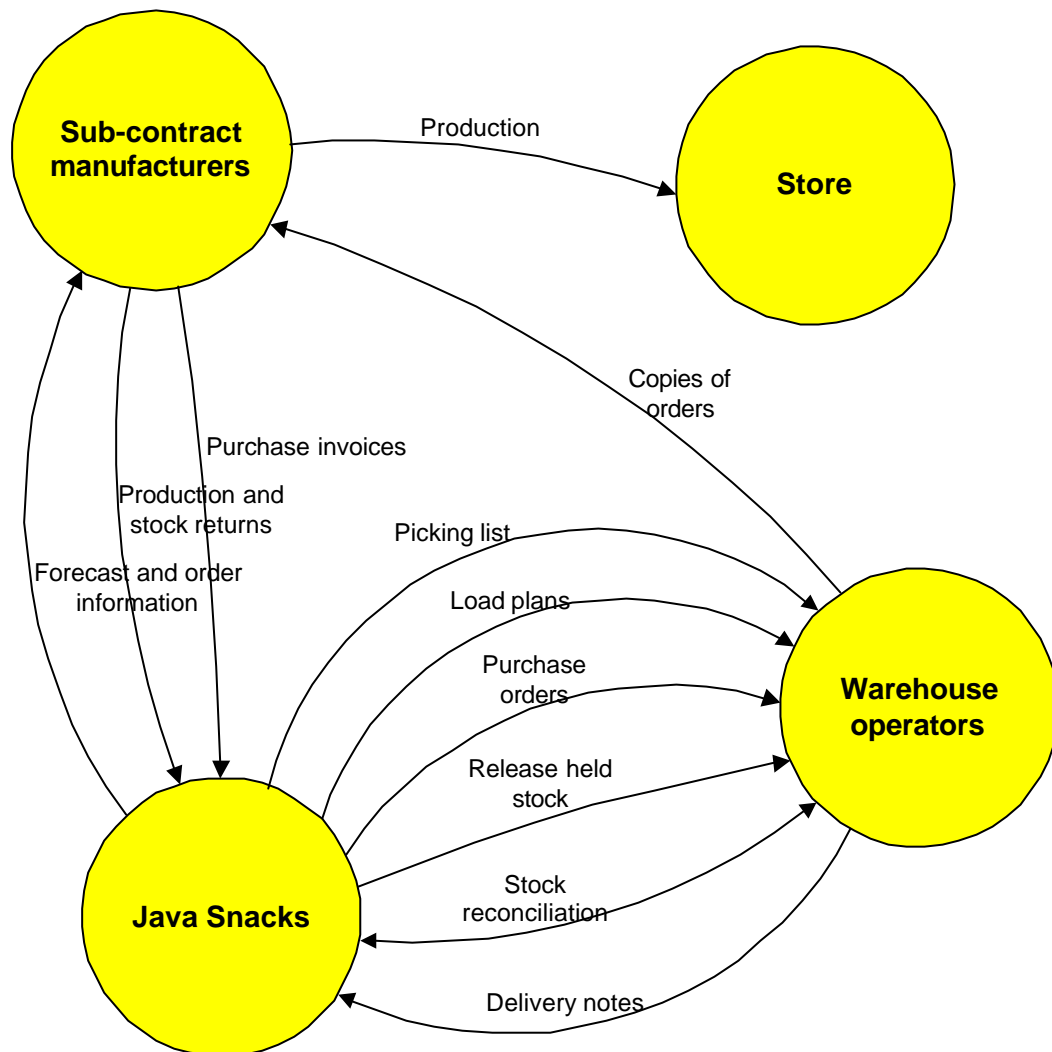 Sub-contract
manufacturers
Production
Store
Copies of
orders
Purchase invoices
Production and
stock returns
Forecast and order
information
Picking list
Load plans
Purchase
orders
Release held
stock
Stock
reconciliation
Delivery notes
Warehouse
operators
Java Snacks